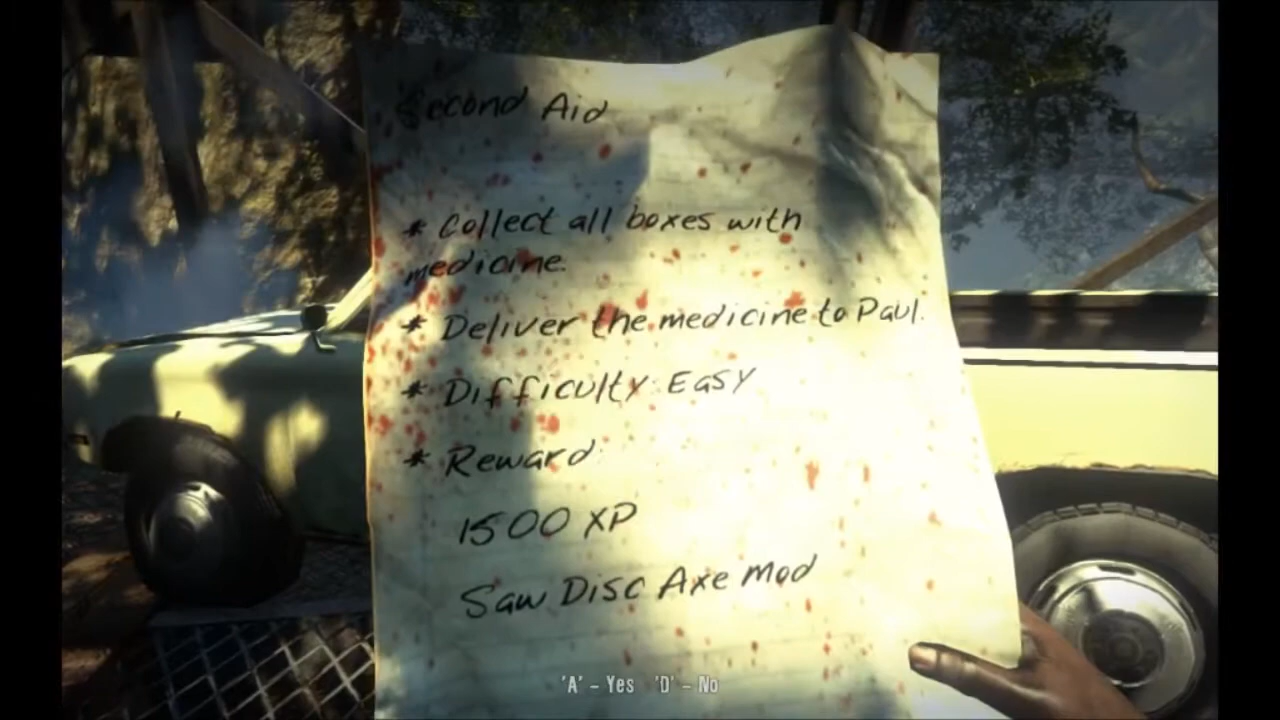 Second Aid
* Collect all boxes with
medicine.
* Deliver the medicine to Paul.
* Difficulty: Easy
* Reward:
1500 XP
Saw Disc Axe Mod
'A' - Yes 'D' - No